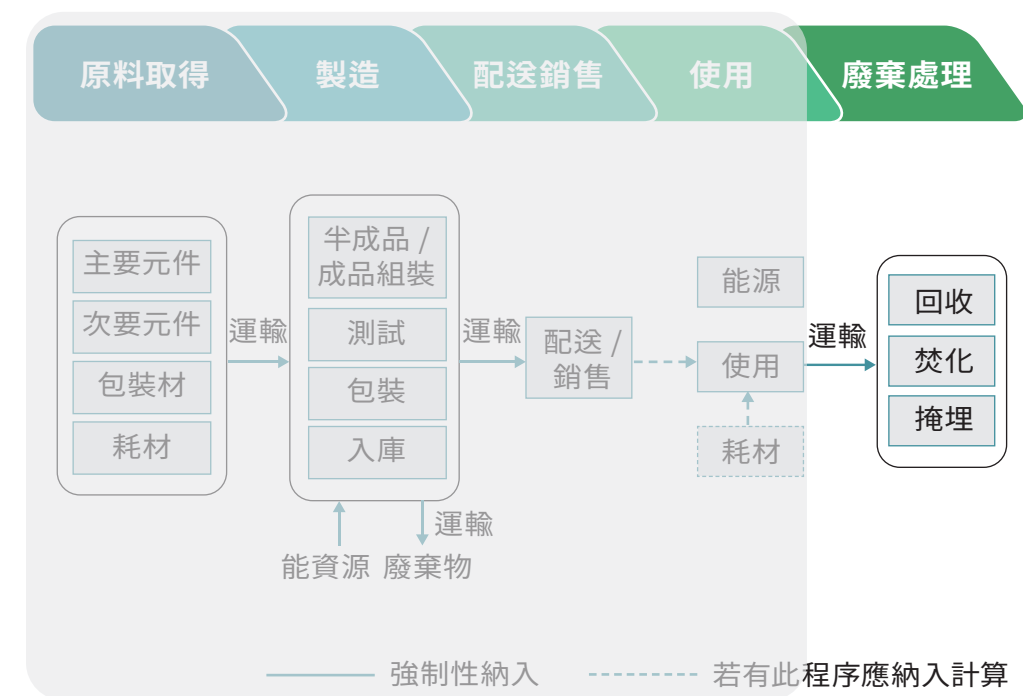 原料取得
製造
配送銷售
使用
廢棄處理
主要元件
次要元件
包裝材
耗材
運輸
半成品 /
成品組裝
測試
包裝
入庫
運輸
能資源
廢棄物
運輸
配送 /
銷售
能源
使用
耗材
運輸
回收
焚化
掩埋
強制性納入
若有此程序應納入計算